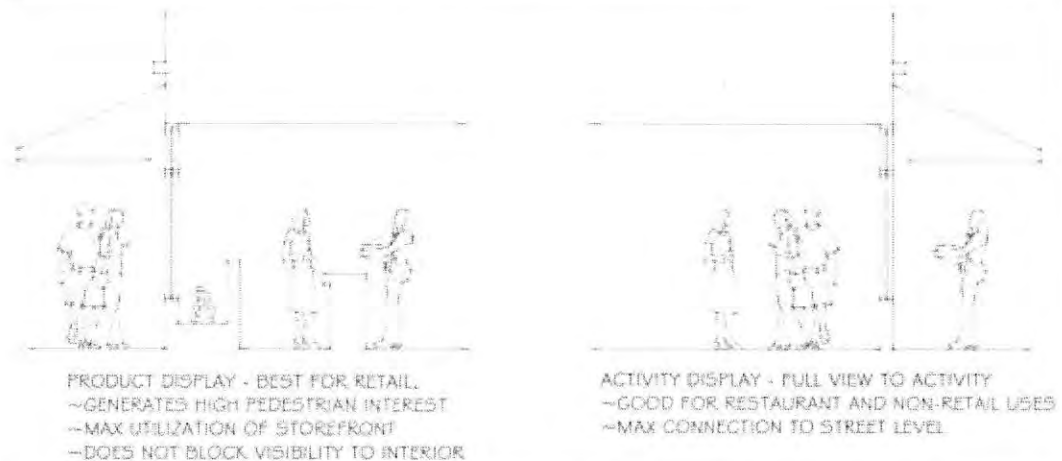 PRODUCT DISPLAY - BEST FOR RETAIL
~GENERATES HIGH PEDESTRIAN INTEREST
~MAX UTILIZATION OF STOREFRONT
~DOES NOT BLOCK VISIBILITY TO INTERIOR
ACTIVITY DISPLAY - FULL VIEW TO ACTIVITY
~GOOD FOR RESTAURANT AND NON-RETAIL USES
~MAX CONNECTION TO STREET LEVEL